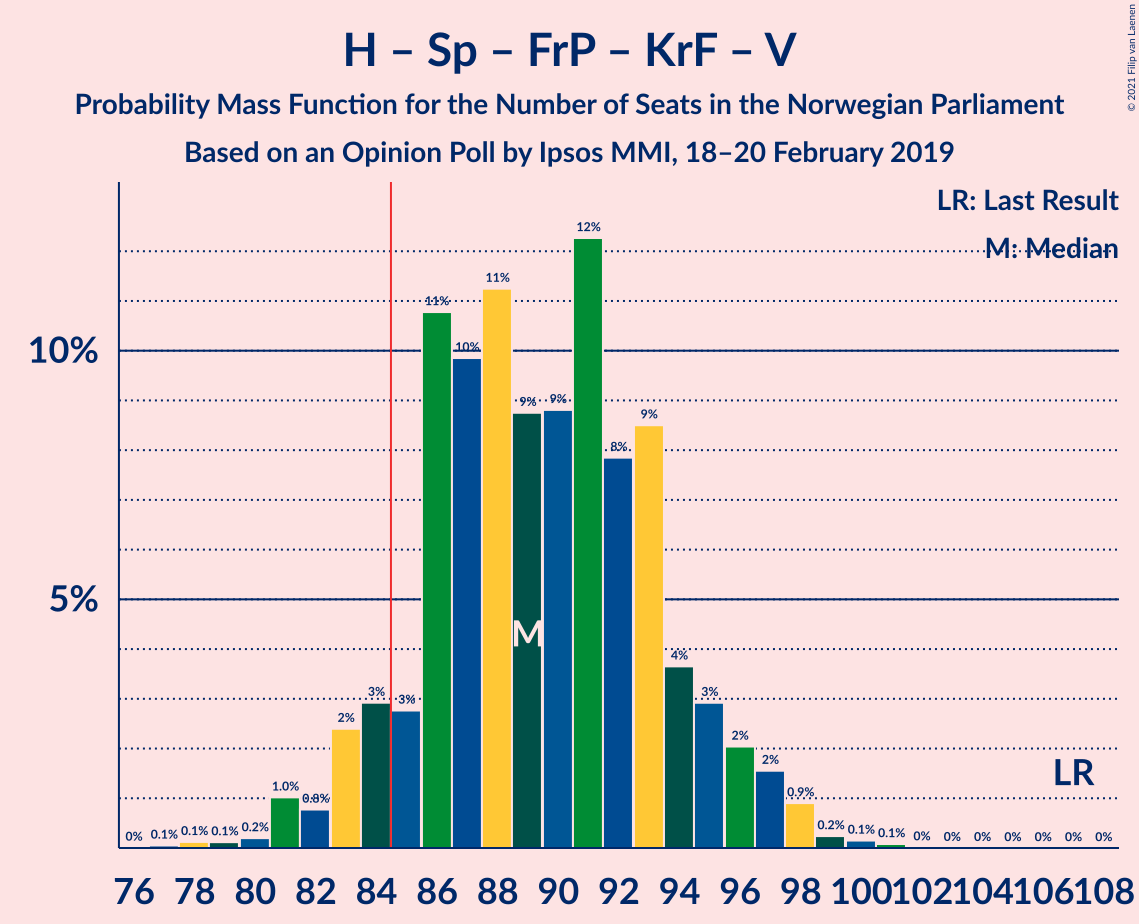 H – Sp – FrP – KrF – V
Probability Mass Function for the Number of Seats in the Norwegian Parliament
Based on an Opinion Poll by Ipsos MMI, 18–20 February 2019
© 2021 Filip van Laenen
LR: Last Result
M: Median
10%
5%
0% 0.1% 0.1% 0.1% 0.2% 1.0% 0.8% 2% 3% 3% 11% 10% 11% 9% 9% 12% 8% 9% 4% 3% 2% 2% 0.9% 0.2% 0.1% 0.1% 0% 0% 0% 0% 0% 0% 0%
M
LR
76 78 80 82 84 86 88 90 92 94 96 98 100 102 104 106 108